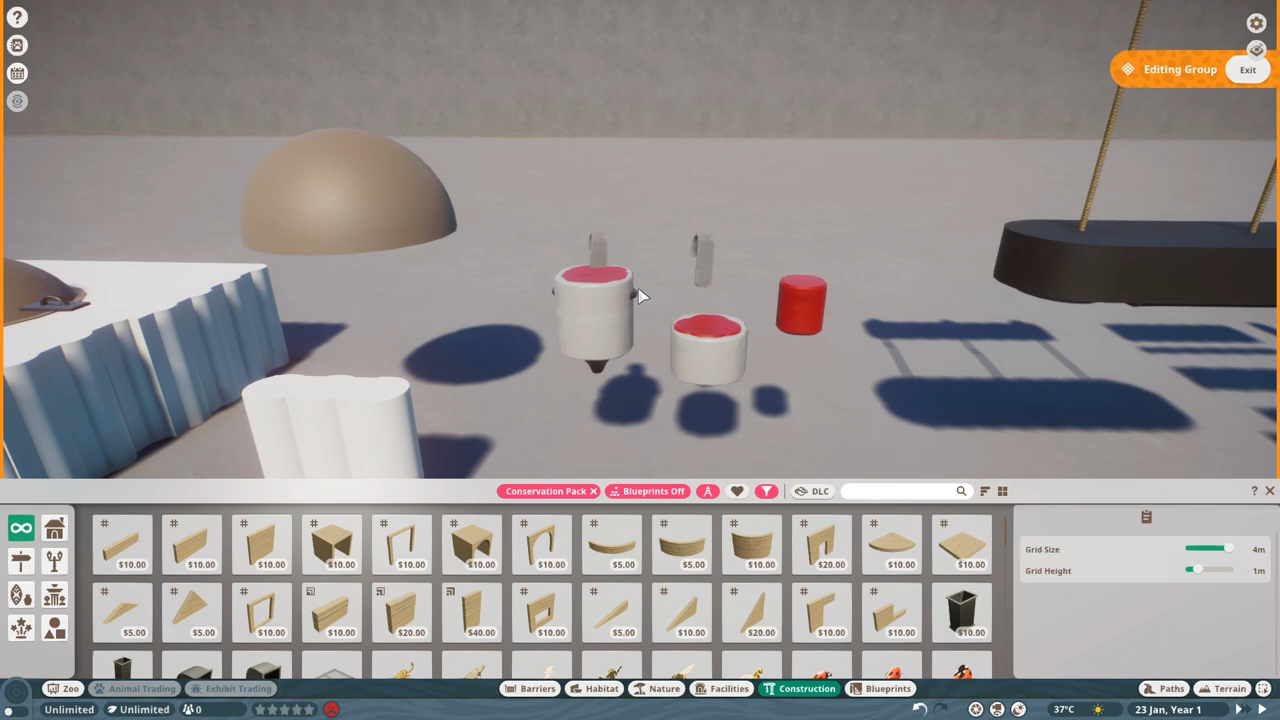 ?
Editing Group
Exit
Conservation Pack
Blueprints Off
DLC
?
$10.00 $10.00 $10.00 $10.00 $10.00 $10.00 $10.00 $5.00 $5.00 $10.00 $20.00 $10.00 $10.00
Grid Size 4m
Grid Height 1m
$5.00 $5.00 $10.00 $10.00 $20.00 $40.00 $10.00 $5.00 $10.00 $20.00 $10.00 $10.00 $10.00
Zoo Animal Trading Exhibit Trading Barriers Habitat Nature Facilities Construction Blueprints Paths Terrain
Unlimited Unlimited 0 37°C 23 Jan, Year 1